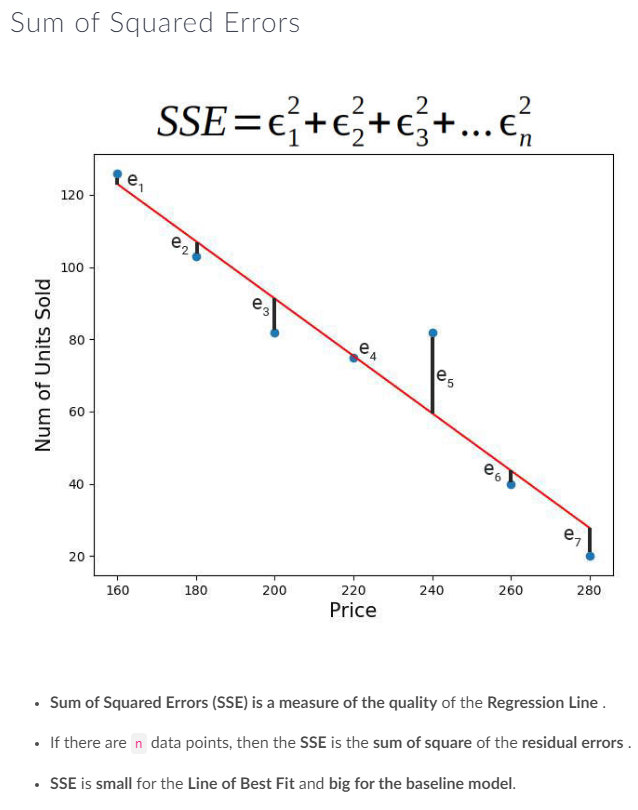 Sum of Squared Errors
SSE=ϵ₁²+ϵ₂²+ϵ₃²+...ϵₙ²
120
100
80
60
40
20
Num of Units Sold
e₁
e₂
e₃
e₄
e₅
e₆
e₇
160 180 200 220 240 260 280
Price
• Sum of Squared Errors (SSE) is a measure of the quality of the Regression Line .
• If there are n data points, then the SSE is the sum of square of the residual errors .
• SSE is small for the Line of Best Fit and big for the baseline model.